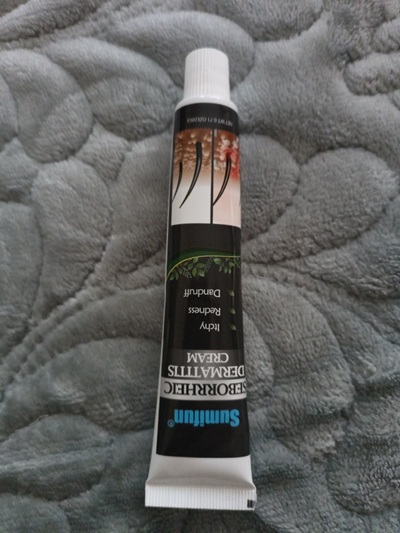 Sumifun®
SEBORRHEIC
DERMATITIS
CREAM
Itchy
Redness
Dandruff